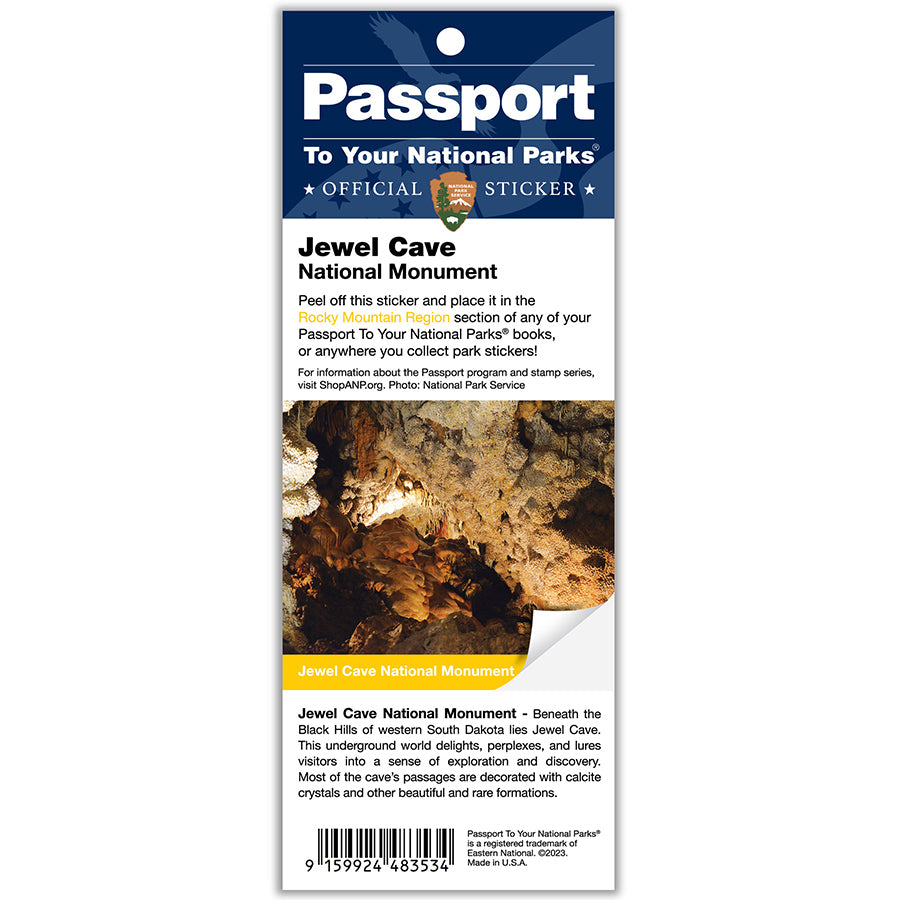 Passport
To Your National Parks®
★ OFFICIAL STICKER ★
NATIONAL
PARK
SERVICE
Jewel Cave
National Monument
Peel off this sticker and place it in the
Rocky Mountain Region section of any of your
Passport To Your National Parks® books,
or anywhere you collect park stickers!
For information about the Passport program and stamp series,
visit ShopANP.org. Photo: National Park Service
Jewel Cave National Monument
Jewel Cave National Monument - Beneath the
Black Hills of western South Dakota lies Jewel Cave.
This underground world delights, perplexes, and lures
visitors into a sense of exploration and discovery.
Most of the cave's passages are decorated with calcite
crystals and other beautiful and rare formations.
9 159924 483534
Passport To Your National Parks®
is a registered trademark of
Eastern National. ©2023.
Made in U.S.A.